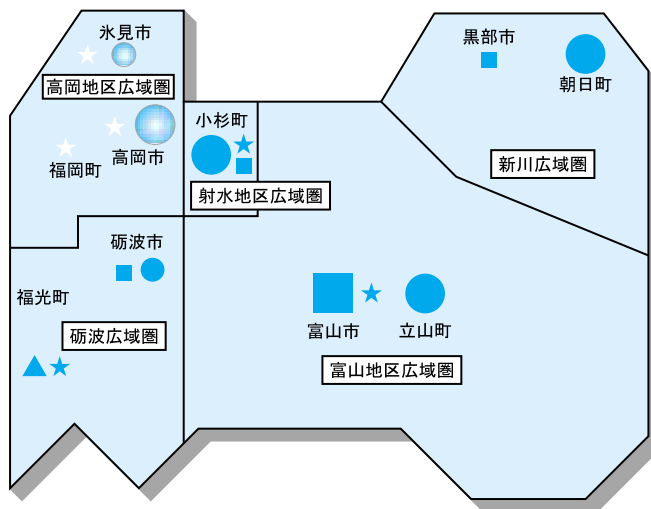 氷見市
高岡地区広域圏
高岡市
福岡町
小杉町
射水地区広域圏
黒部市
朝日町
新川広域圏
砺波市
福光町
砺波広域圏
富山市
立山町
富山地区広域圏